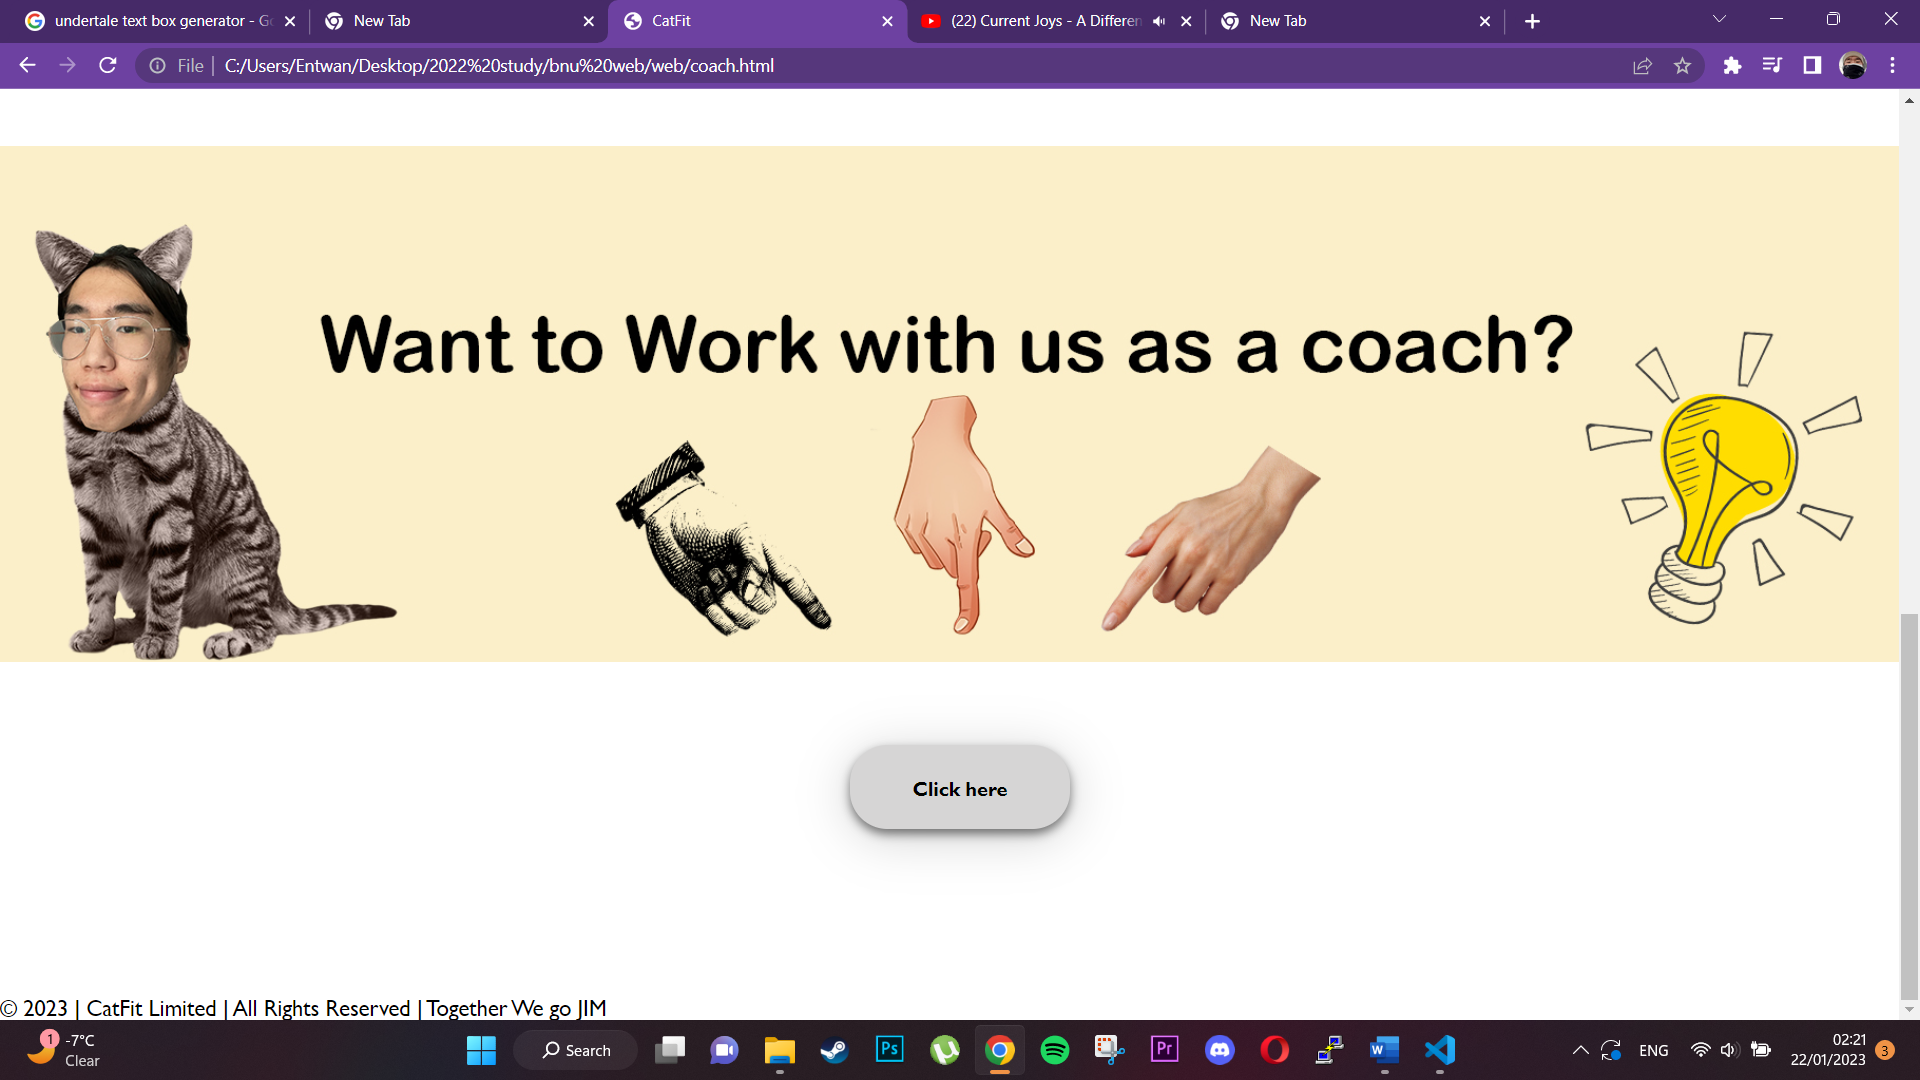 undertale text box generator - Go
New Tab
CatFit
(22) Current Joys - A Differen
New Tab
File | C:/Users/Entwan/Desktop/2022%20study/bnu%20web/web/coach.html
Want to Work with us as a coach?
Click here
© 2023 | CatFit Limited | All Rights Reserved | Together We go JIM
1
-7°C
Clear
Search
Ps
Pr
W
ENG
02:21
22/01/2023
3